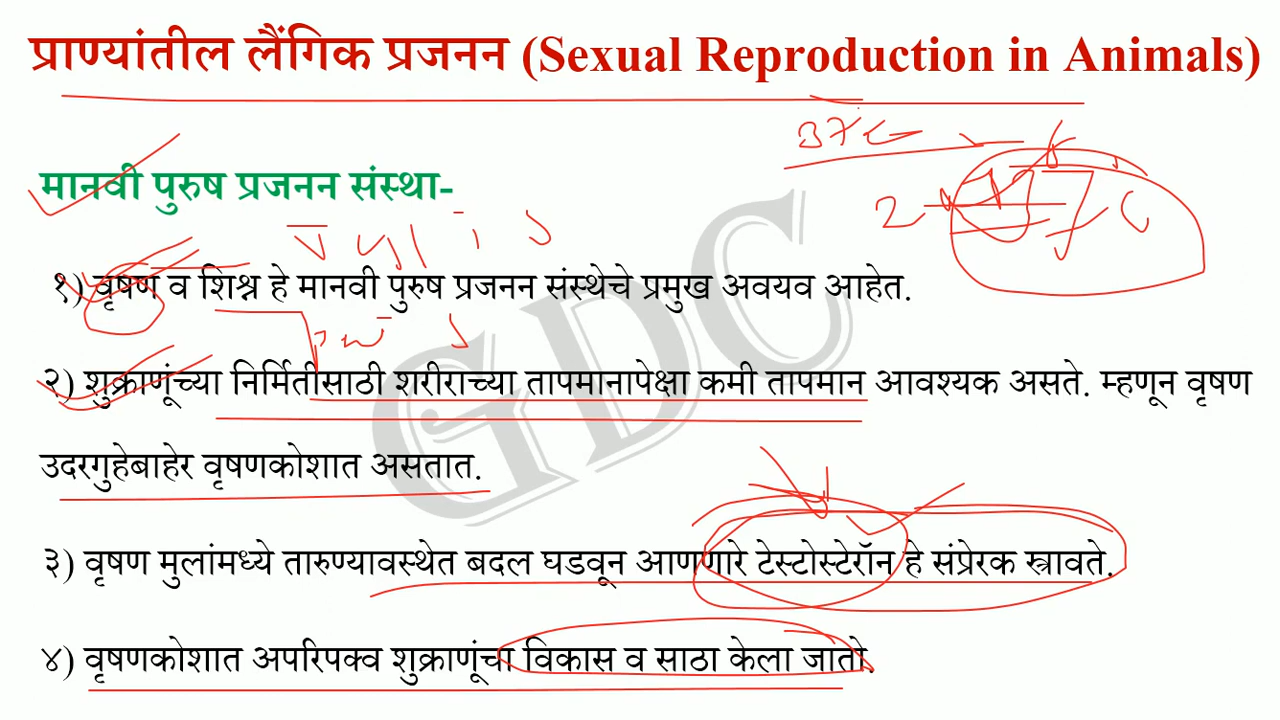 प्राण्यांतील लैंगिक प्रजनन (Sexual Reproduction in Animals)
मानवी पुरुष प्रजनन संस्था-
१) वृषण व शिश्न हे मानवी पुरुष प्रजनन संस्थेचे प्रमुख अवयव आहेत.
२) शुक्राणूंच्या निर्मितीसाठी शरीराच्या तापमानापेक्षा कमी तापमान आवश्यक असते. म्हणून वृषण
उदरगुहेबाहेर वृषणकोशात असतात.
३) वृषण मुलांमध्ये तारुण्यावस्थेत बदल घडवून आणणारे टेस्टोस्टेरॉन हे संप्रेरक स्त्रावते.
४) वृषणकोशात अपरिपक्व शुक्राणूंचा विकास व साठा केला जातो.
GDC